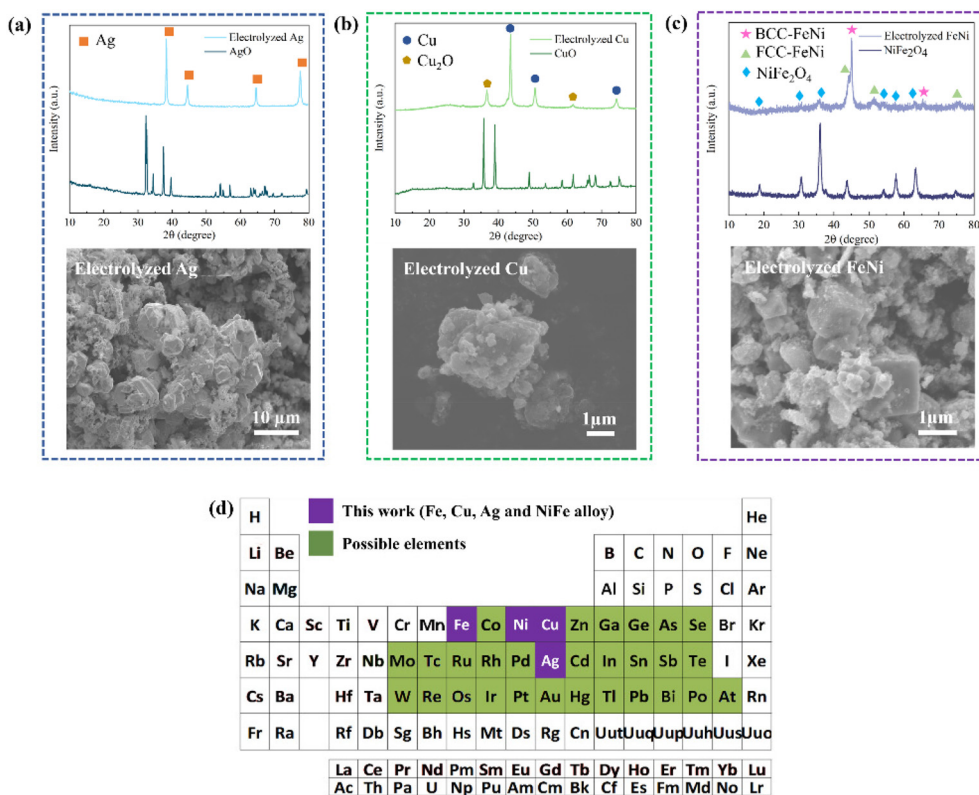 (a)
Ag
Electrolyzed Ag
AgO
Intensity (a.u.)
10 20 30 40 50 60 70 80
2θ (degree)
Electrolyzed Ag
10 μm
(b)
Cu
Cu2O
Electrolyzed Cu
CuO
Intensity (a.u.)
10 20 30 40 50 60 70 80
2θ (degree)
Electrolyzed Cu
1μm
(c)
BCC-FeNi
FCC-FeNi
NiFe2O4
Electrolyzed FeNi
NiFe2O4
Intensity (a.u.)
10 20 30 40 50 60 70 80
2θ (degree)
Electrolyzed FeNi
1μm
(d)
This work (Fe, Cu, Ag and NiFe alloy)
Possible elements
H He
Li Be B C N O F Ne
Na Mg Al Si P S Cl Ar
K Ca Sc Ti V Cr Mn Fe Co Ni Cu Zn Ga Ge As Se Br Kr
Rb Sr Y Zr Nb Mo Tc Ru Rh Pd Ag Cd In Sn Sb Te I Xe
Cs Ba Hf Ta W Re Os Ir Pt Au Hg Tl Pb Bi Po At Rn
Fr Ra Rf Db Sg Bh Hs Mt Ds Rg Cn Uut Uuq Uup Uuh Uus Uuo
La Ce Pr Nd Pm Sm Eu Gd Tb Dy Ho Er Tm Yb Lu
Ac Th Pa U Np Pu Am Cm Bk Cf Es Fm Md No Lr